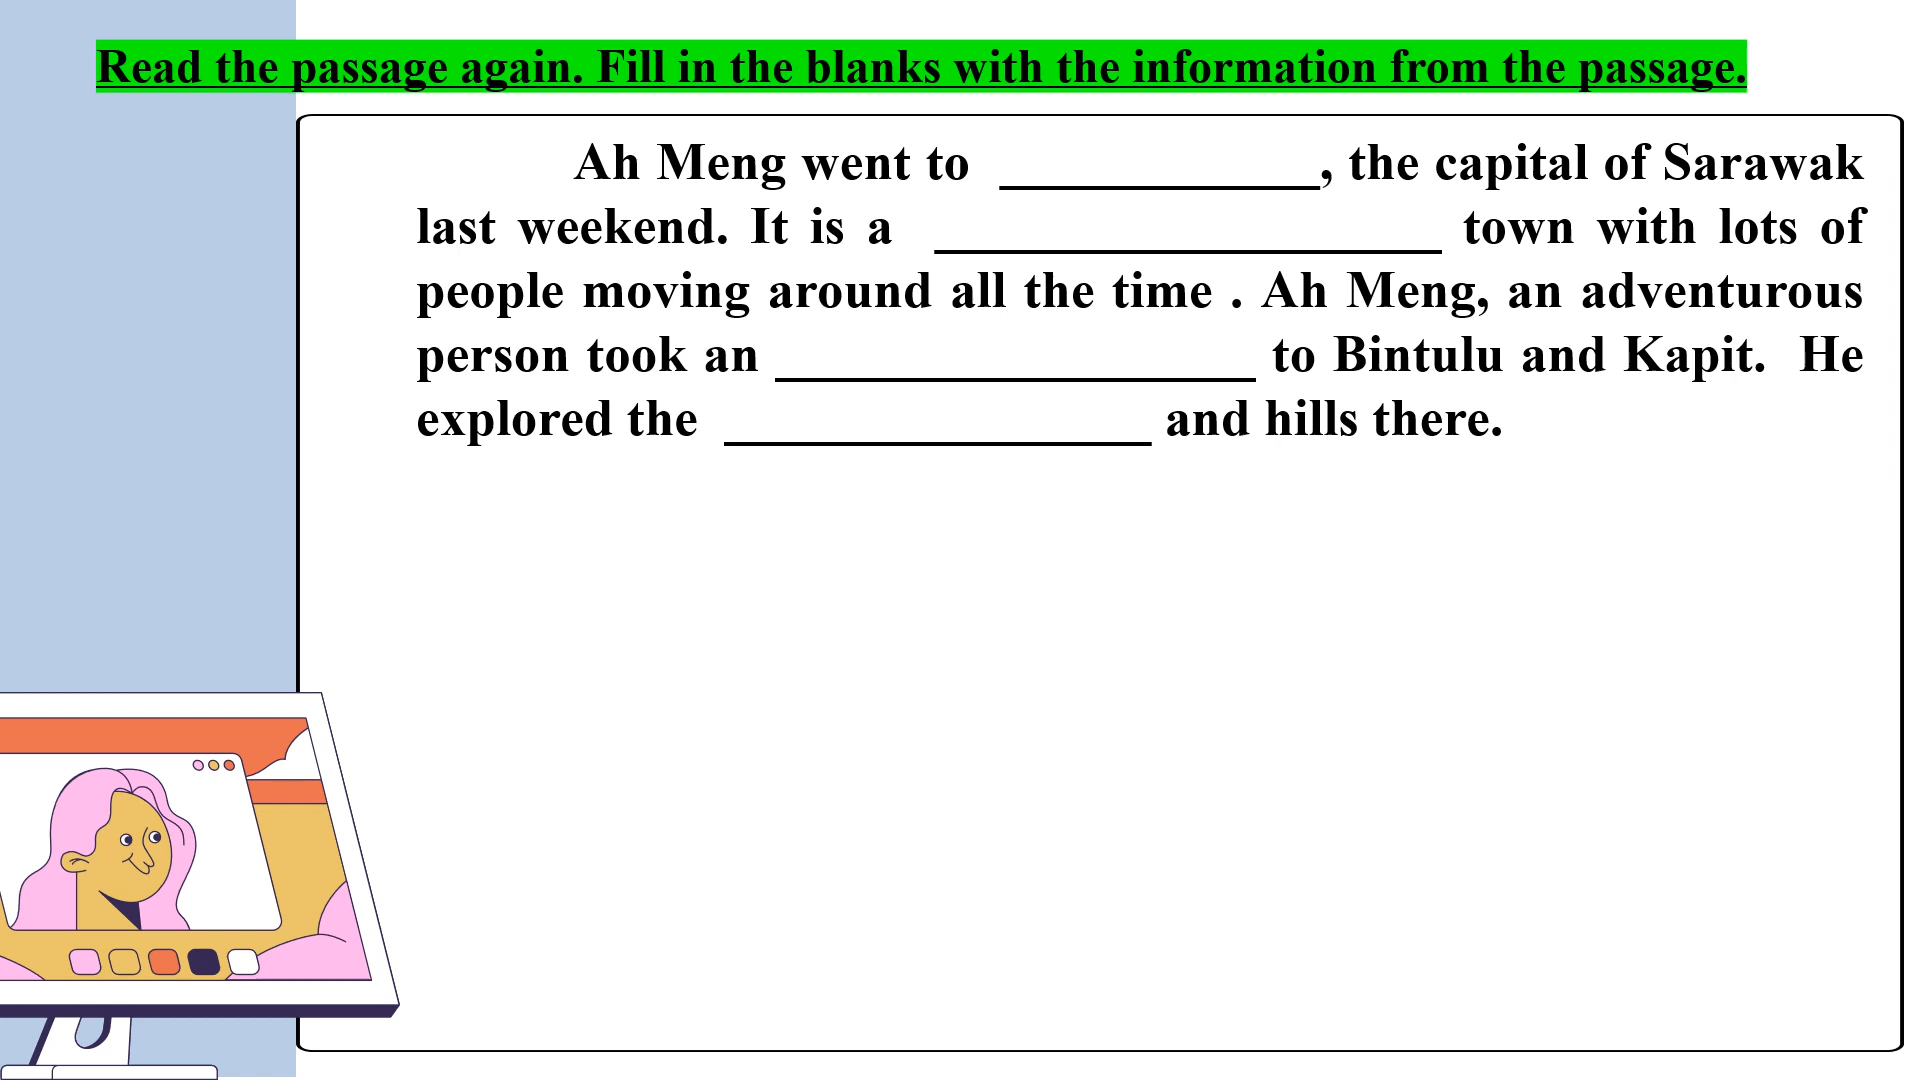 Read the passage again. Fill in the blanks with the information from the passage.
Ah Meng went to ____________, the capital of Sarawak
last weekend. It is a ___________________ town with lots of
people moving around all the time . Ah Meng, an adventurous
person took an __________________ to Bintulu and Kapit. He
explored the ________________ and hills there.